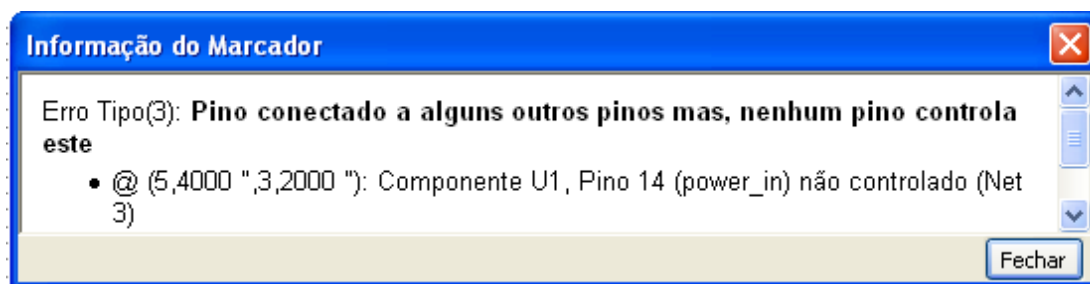 Informação do Marcador
Erro Tipo(3): Pino conectado a alguns outros pinos mas, nenhum pino controla
este
• @ (5,4000 ",3,2000 "): Componente U1, Pino 14 (power_in) não controlado (Net
3)
Fechar